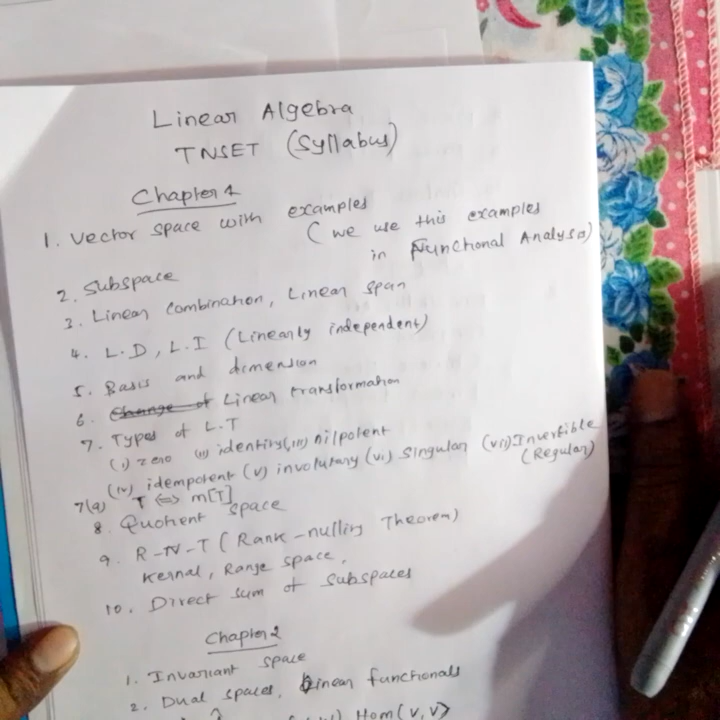 Linear Algebra
TNSET (Syllabus)
Chapter 1
1. Vector space with examples
(we use this examples
in Functional Analysis)
2. Subspace
3. Linear Combination, Linear span
4. L.D, L.I (Linearly independent)
5. Basis and dimension
6. Change of Linear transformation
7. Types of L.T
(i) zero (ii) identity (iii) nilpotent
(iv) idempotent (v) involutary (vi) Singular (vii) Invertible
(Regular)
7(a) T ⇔ m[T]
8. Quotient space
9. R-N-T (Rank-nullity Theorem)
Kernal, Range space,
10. Direct sum of subspaces
Chapter 2
1. Invariant space
2. Dual spaces, Linear functionals
Hom(V,V)